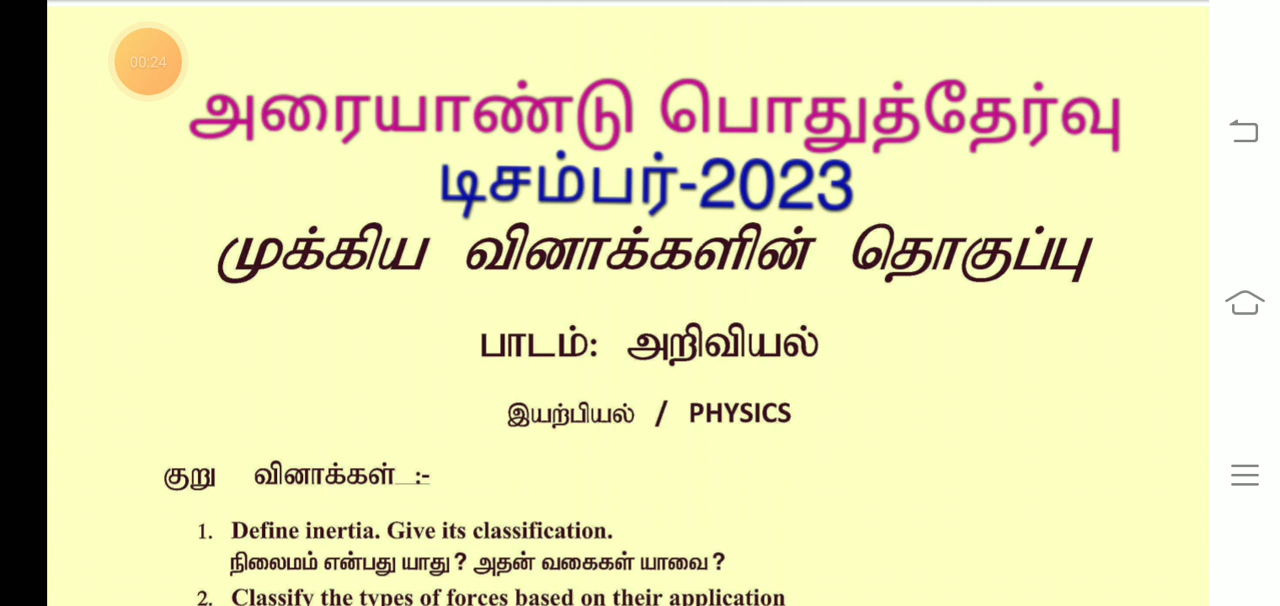 00:24
அரையாண்டு பொதுத்தேர்வு
டிசம்பர்-2023
முக்கிய வினாக்களின் தொகுப்பு
பாடம்: அறிவியல்
இயற்பியல் / PHYSICS
குறு வினாக்கள் :-
1. Define inertia. Give its classification.
நிலைமம் என்பது யாது ? அதன் வகைகள் யாவை ?
2. Classify the types of forces based on their application